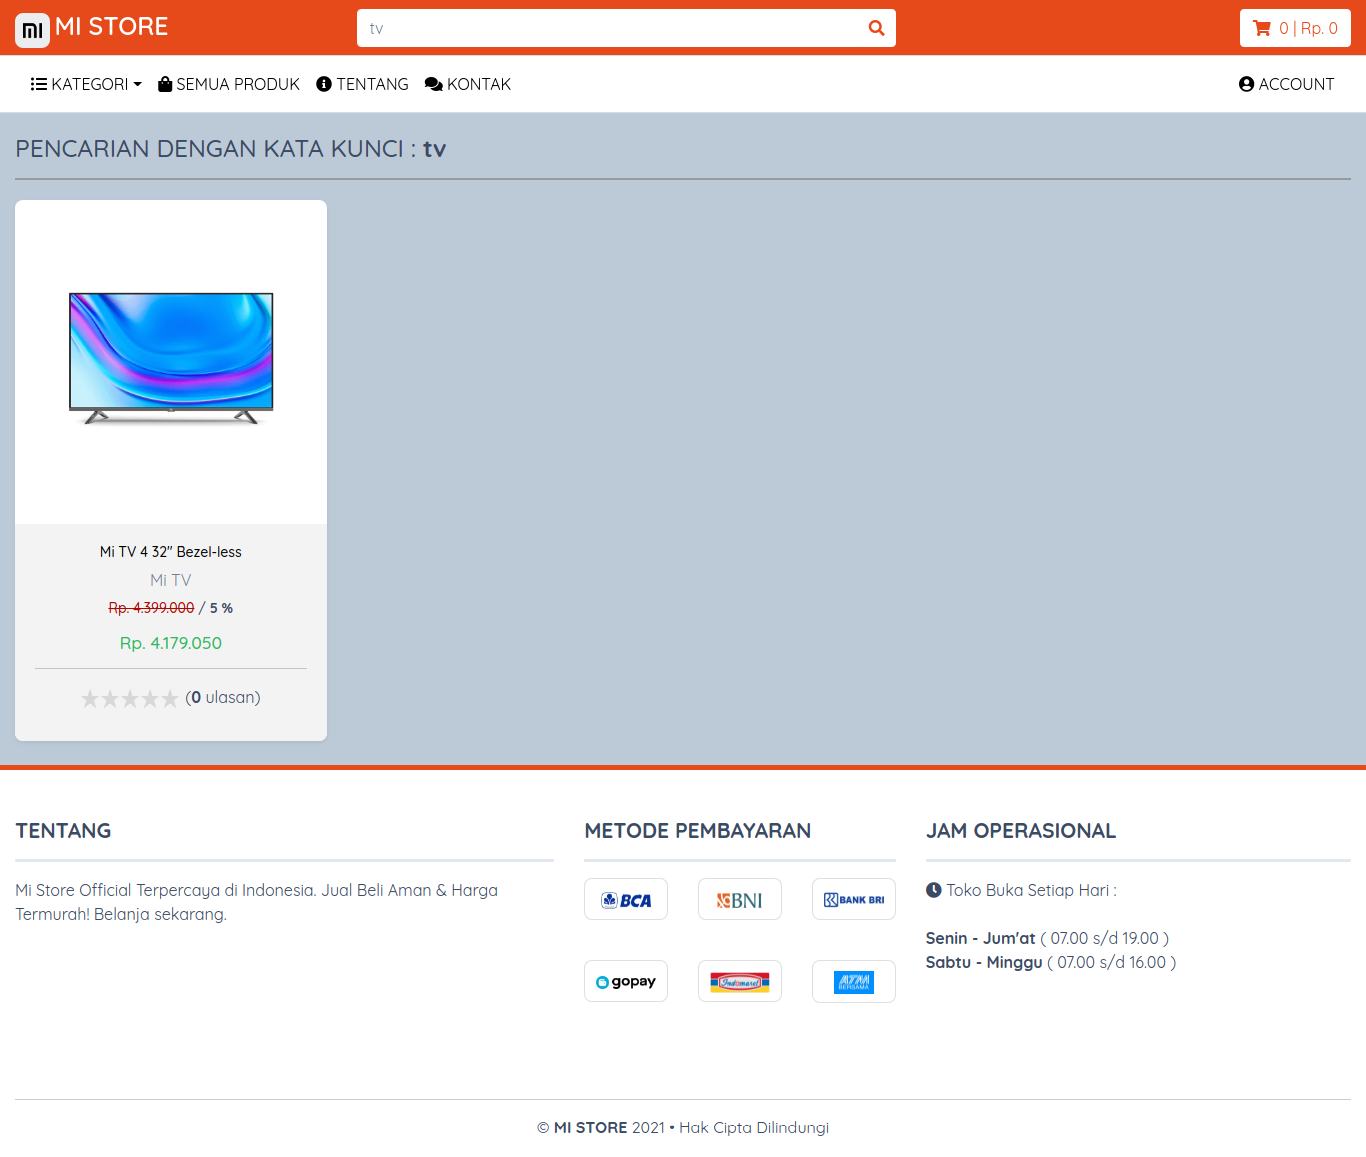 MI STORE
tv
0 | Rp. 0
KATEGORI
SEMUA PRODUK
TENTANG
KONTAK
ACCOUNT
PENCARIAN DENGAN KATA KUNCI : tv
Mi TV 4 32" Bezel-less
Mi TV
Rp. 4.399.000 / 5 %
Rp. 4.179.050
(0 ulasan)
TENTANG
Mi Store Official Terpercaya di Indonesia. Jual Beli Aman & Harga
Termurah! Belanja sekarang.
METODE PEMBAYARAN
BCA
BNI
BANK BRI
gopay
Indomaret
ATM
BERSAMA
JAM OPERASIONAL
Toko Buka Setiap Hari :
Senin - Jum'at ( 07.00 s/d 19.00 )
Sabtu - Minggu ( 07.00 s/d 16.00 )
© MI STORE 2021 • Hak Cipta Dilindungi